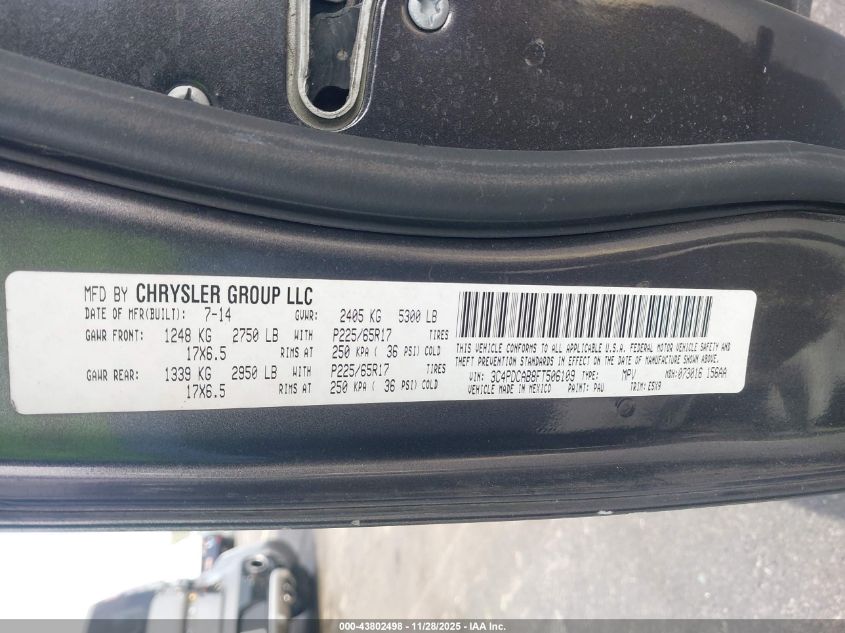 MFD BY CHRYSLER GROUP LLC
DATE OF MFR(BUILT): 7-14 GVWR: 2405 KG 5300 LB
GAWR FRONT: 1248 KG 2750 LB WITH P225/65R17 TIRES
17X6.5 RIMS AT 250 KPA ( 36 PSI) COLD
GAWR REAR: 1339 KG 2950 LB WITH P225/65R17 TIRES
17X6.5 RIMS AT 250 KPA ( 36 PSI) COLD
THIS VEHICLE CONFORMS TO ALL APPLICABLE U.S.A. FEDERAL MOTOR VEHICLE SAFETY AND
THEFT PREVENTION STANDARDS IN EFFECT ON THE DATE OF MANUFACTURE SHOWN ABOVE.
VIN: 3C4PDCAB8FT506109 TYPE: MPV MDH: 073016 156AA
VEHICLE MADE IN MEXICO PAINT: PAU TRIM: E5X9
000-43802498 - 11/28/2025 - IAA Inc.